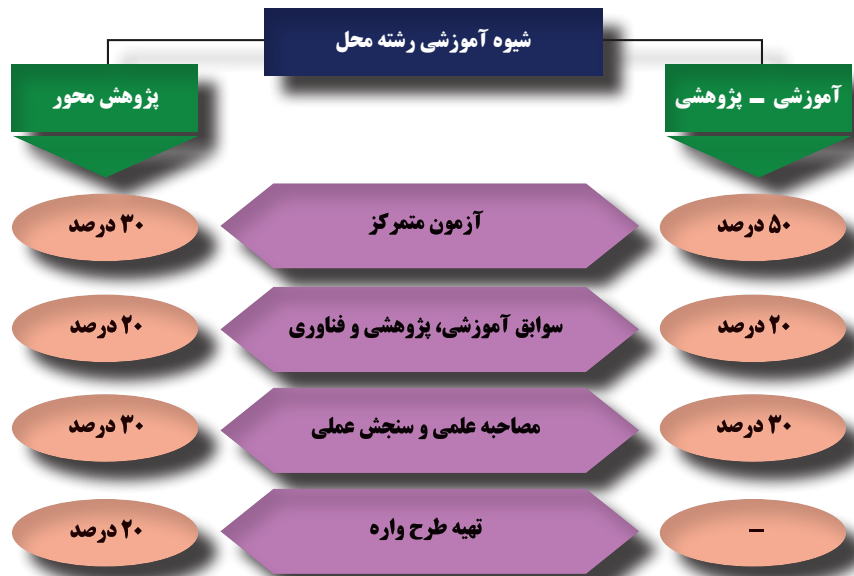 شیوه آموزشی رشته محل
آموزشی – پژوهشی
پژوهش محور
۵۰ درصد
آزمون متمرکز
۳۰ درصد
۲۰ درصد
سوابق آموزشی، پژوهشی و فناوری
۲۰ درصد
۳۰ درصد
مصاحبه علمی و سنجش عملی
۳۰ درصد
–
تهیه طرح واره
۲۰ درصد